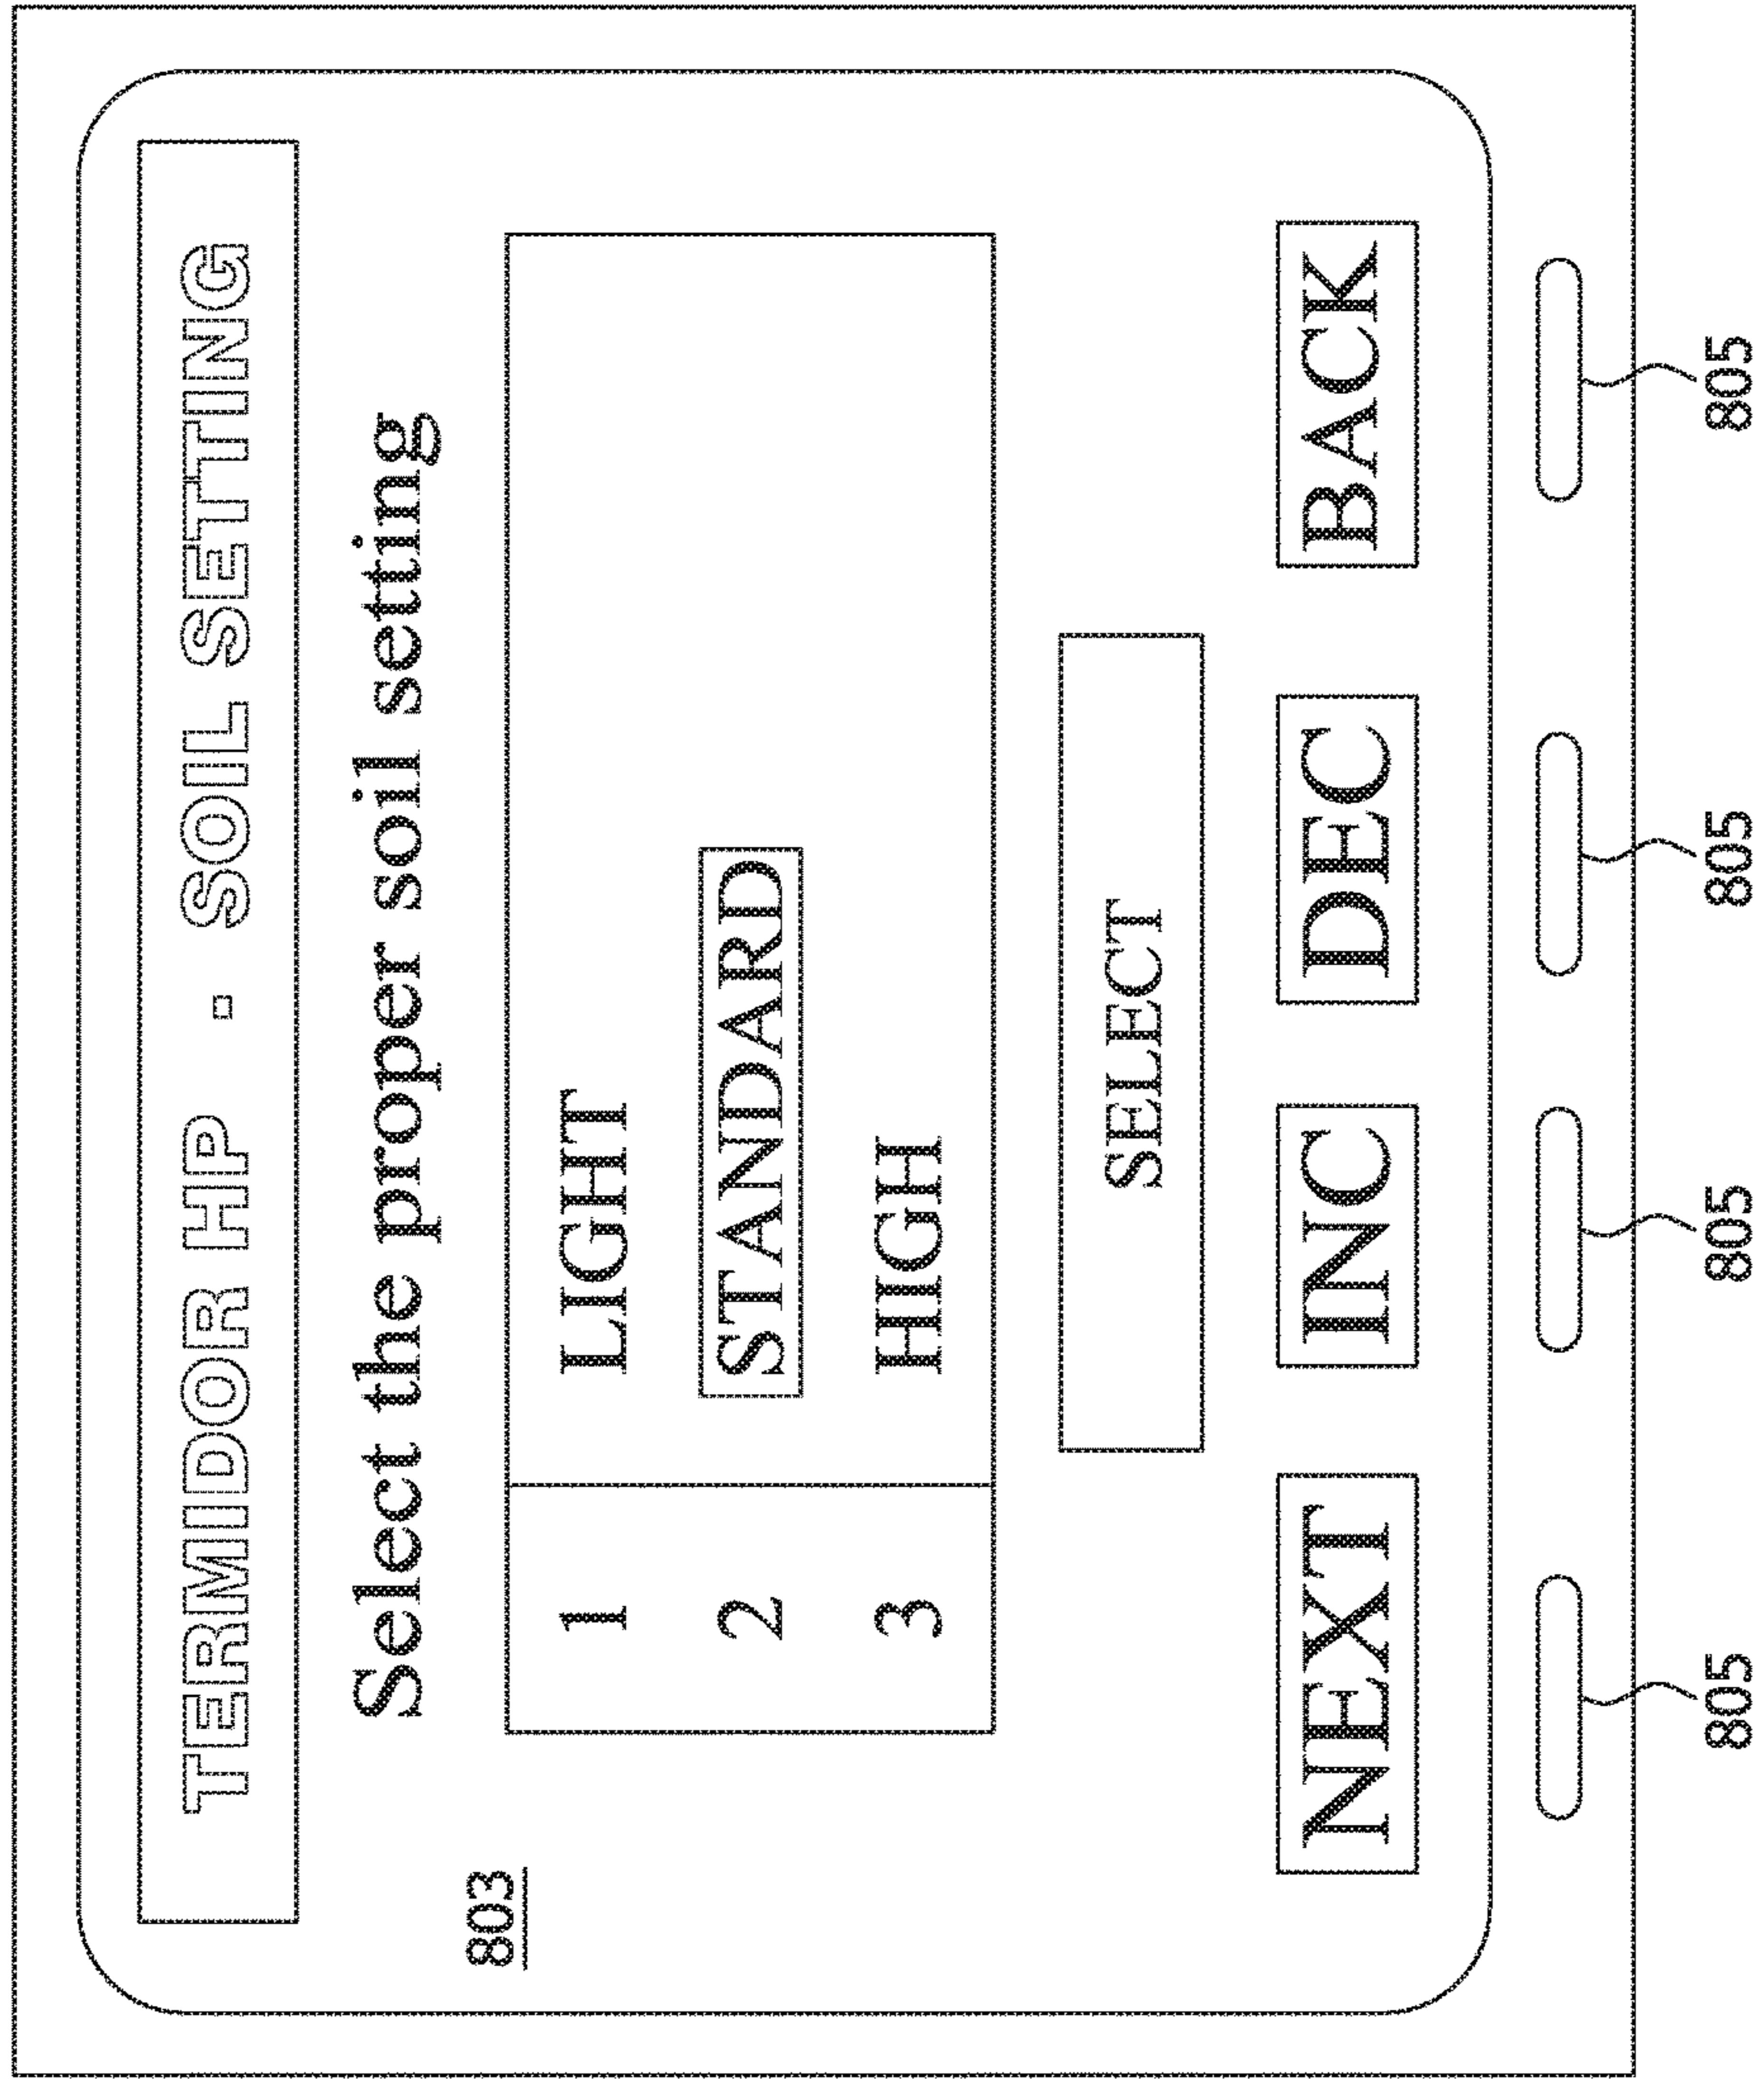 TERMIDOR HP - SOIL SETTING
Select the proper soil setting
803
1 LIGHT
2 STANDARD
3 HIGH
SELECT
NEXT INC DEC BACK
805 805 805 805